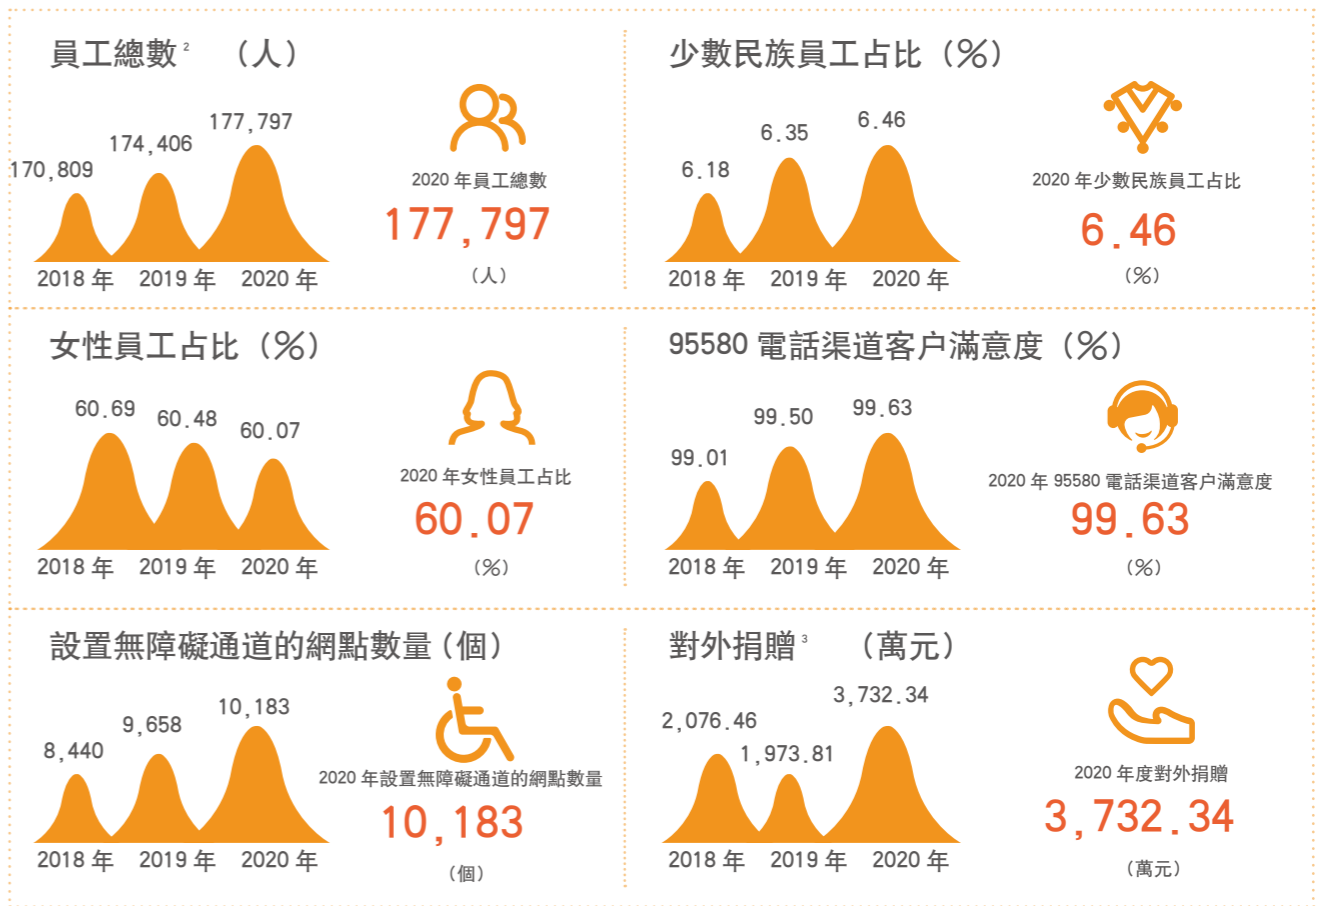 員工總數2 （人）
177,797
174,406
170,809
2018 年 2019 年 2020 年
2020 年員工總數
177,797
（人）
少數民族員工占比（%）
6.46
6.35
6.18
2018 年 2019 年 2020 年
2020 年少數民族員工占比
6.46
（%）
女性員工占比（%）
60.69
60.48
60.07
2018 年 2019 年 2020 年
2020 年女性員工占比
60.07
（%）
95580 電話渠道客户滿意度（%）
99.63
99.50
99.01
2018 年 2019 年 2020 年
2020 年 95580 電話渠道客户滿意度
99.63
（%）
設置無障礙通道的網點數量（個）
10,183
9,658
8,440
2018 年 2019 年 2020 年
2020 年設置無障礙通道的網點數量
10,183
（個）
對外捐贈3 （萬元）
3,732.34
2,076.46
1,973.81
2018 年 2019 年 2020 年
2020 年度對外捐贈
3,732.34
（萬元）